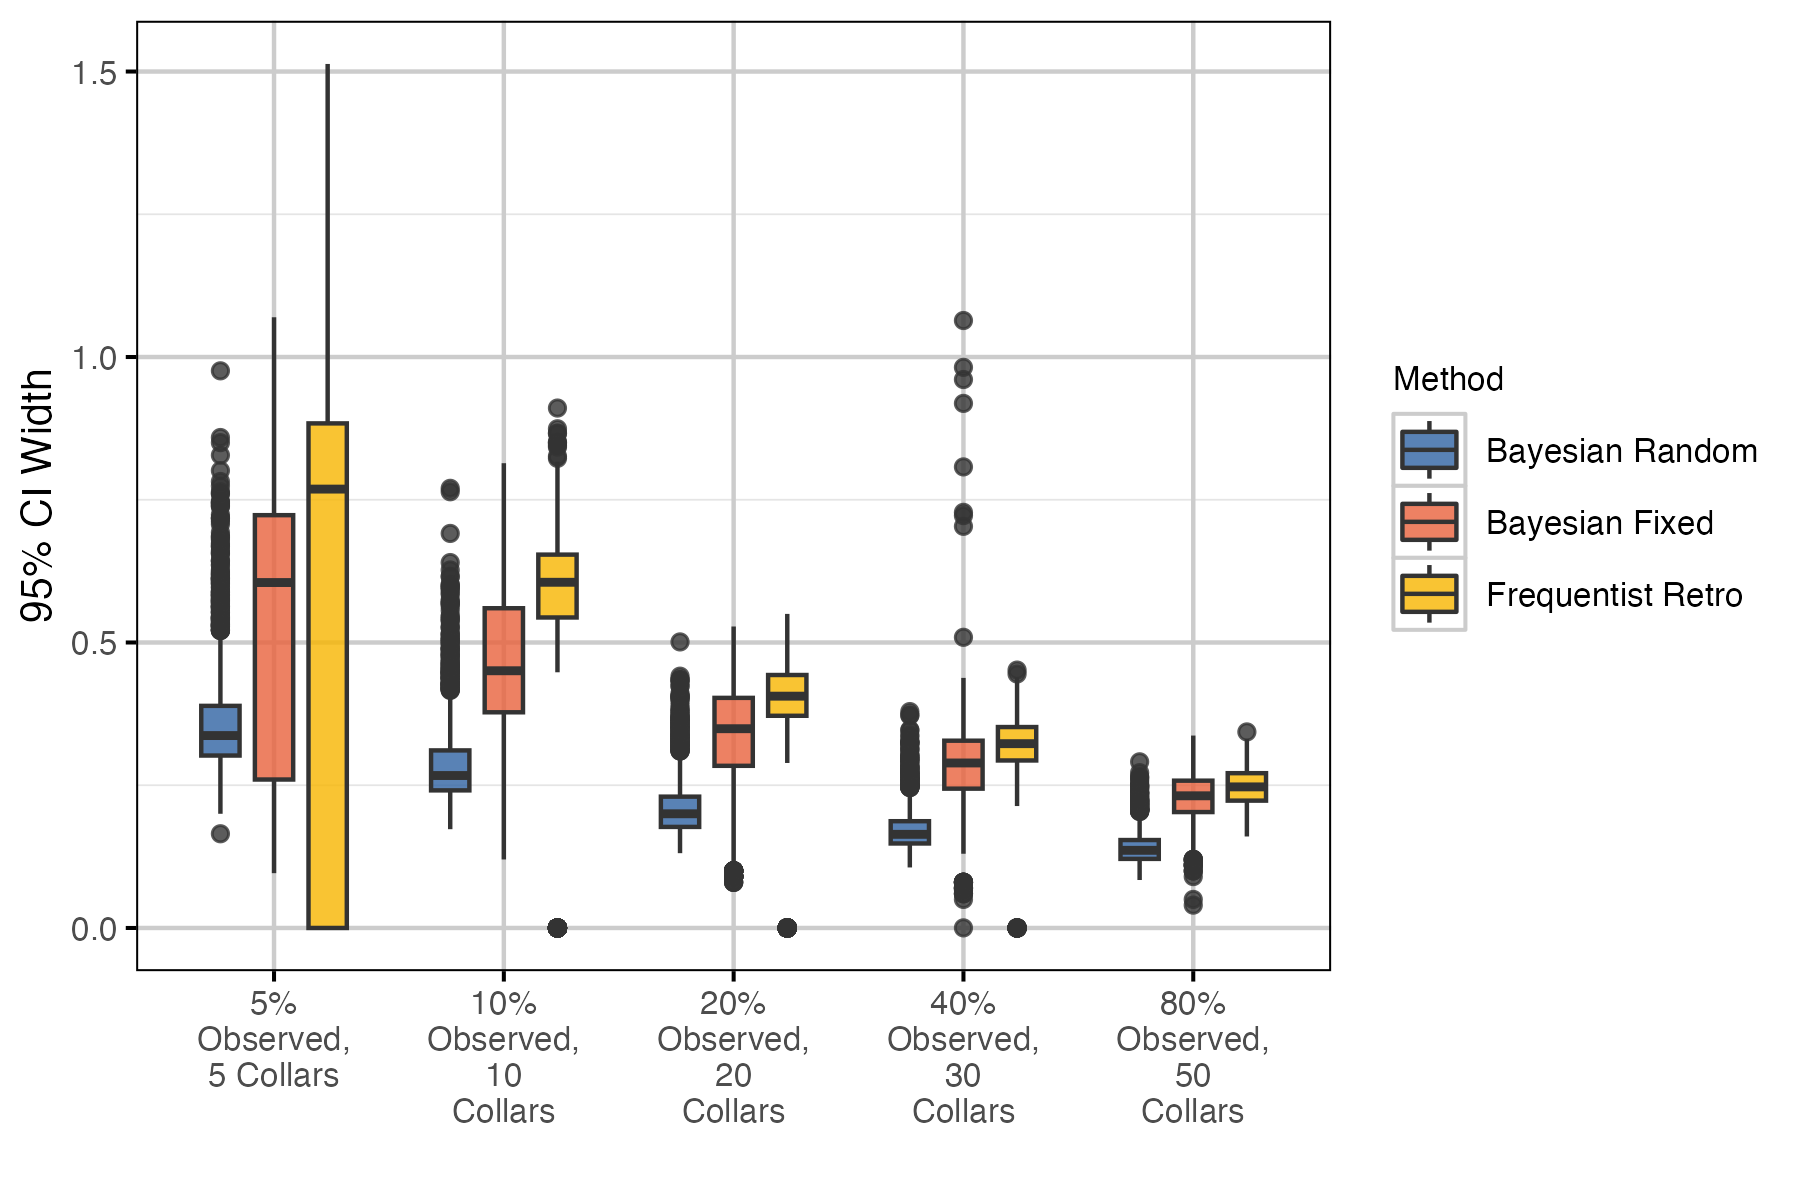 95% CI Width
1.5
1.0
0.5
0.0
5%
Observed,
5 Collars
10%
Observed,
10
Collars
20%
Observed,
20
Collars
40%
Observed,
30
Collars
80%
Observed,
50
Collars
Method
Bayesian Random
Bayesian Fixed
Frequentist Retro